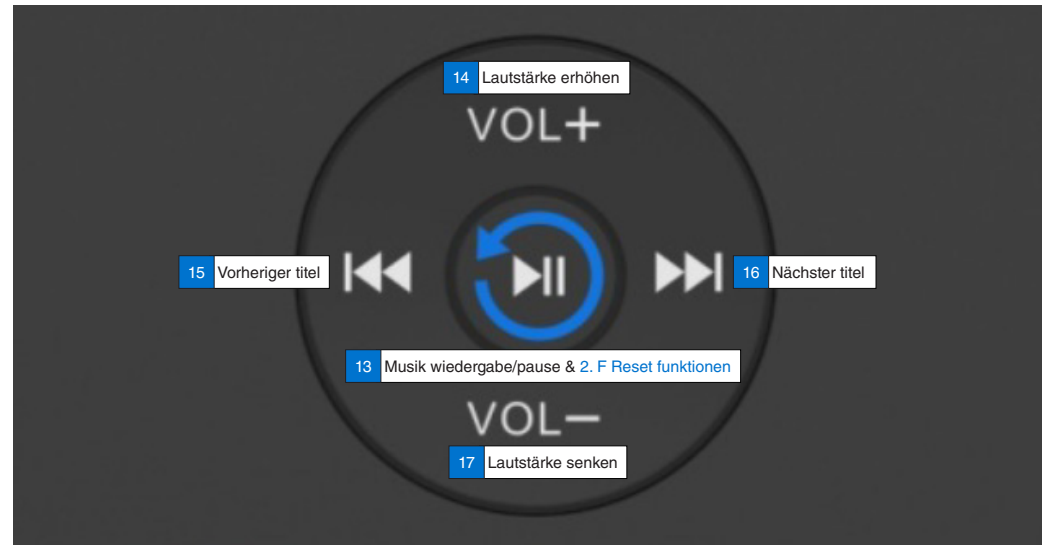 14 Lautstärke erhöhen
VOL+
15 Vorheriger titel
16 Nächster titel
13 Musik wiedergabe/pause & 2. F Reset funktionen
VOL-
17 Lautstärke senken